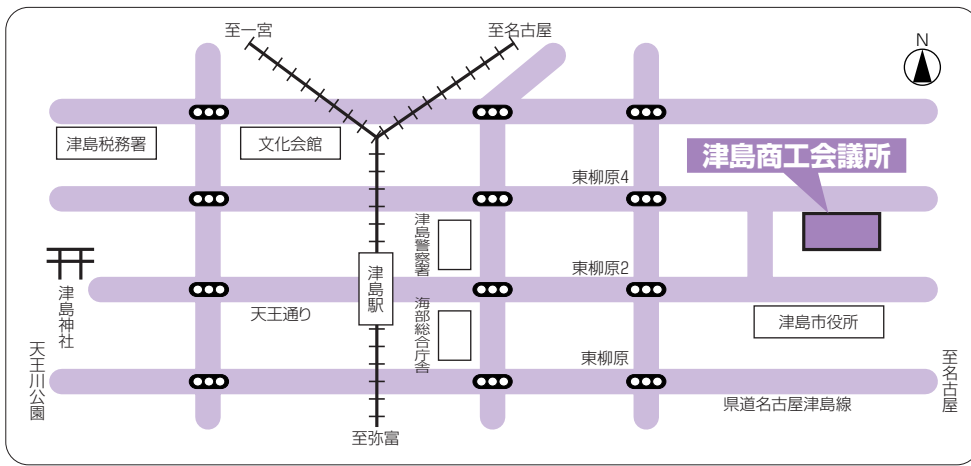 至一宮
至名古屋
N
津島税務署
文化会館
津島商工会議所
東柳原4
津島警察署
津島駅
東柳原2
津島神社
天王通り
海部総合庁舎
津島市役所
天王川公園
東柳原
至名古屋
県道名古屋津島線
至弥富